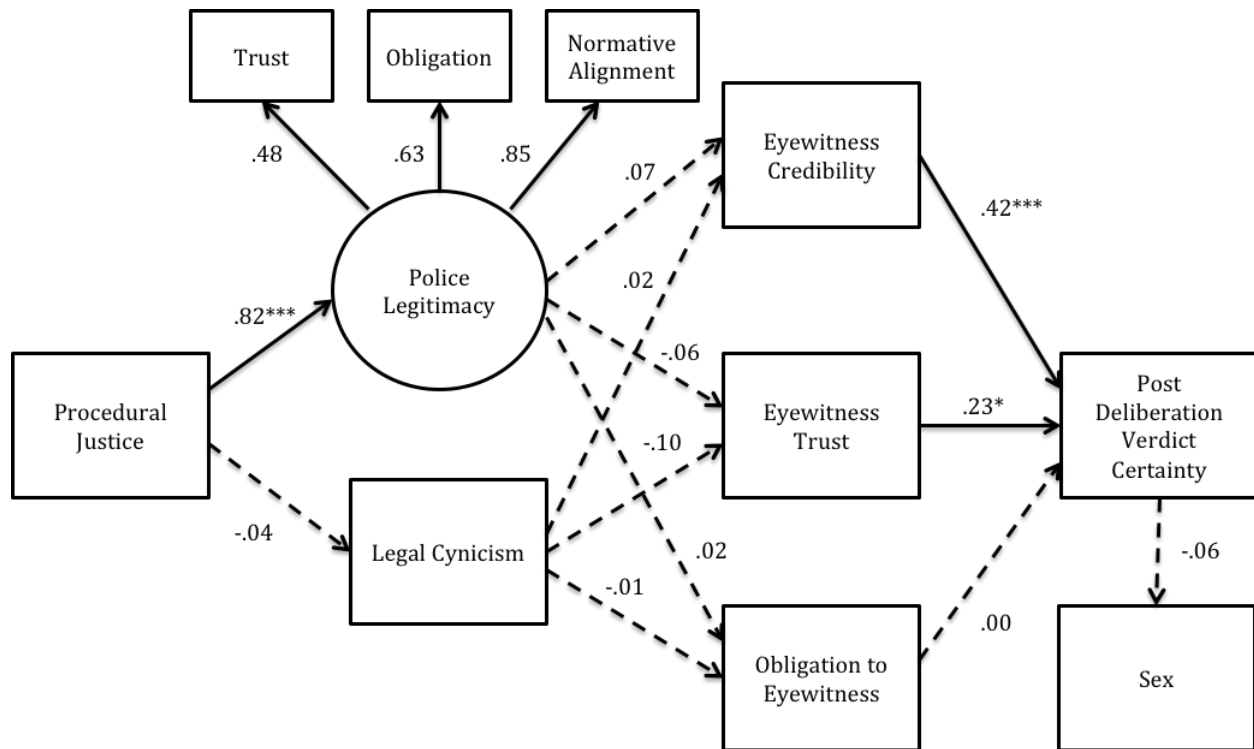 Trust
Obligation
Normative
Alignment
.48
.63
.85
Eyewitness
Credibility
.07
.42***
.02
Police
Legitimacy
.82***
-.06
Procedural
Justice
Eyewitness
Trust
.23*
Post
Deliberation
Verdict
Certainty
-.10
-.04
Legal Cynicism
.02
-.01
-.06
.00
Obligation to
Eyewitness
Sex